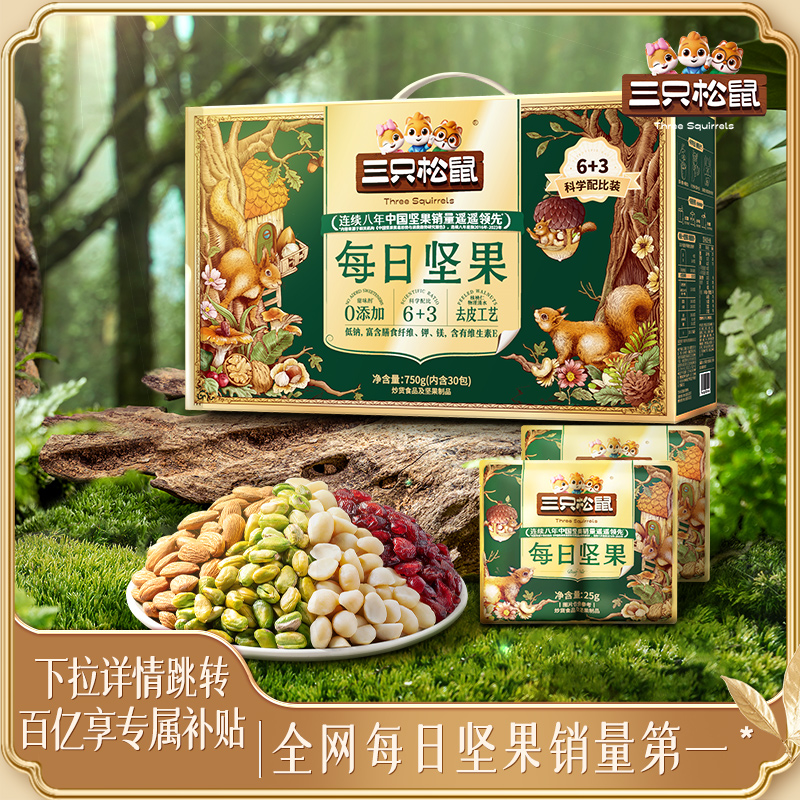 三只松鼠
Three Squirrels
三只松鼠
Three Squirrels
6+3
科学配比装
连续八年中国坚果销量遥遥领先
每日坚果
0添加
科学配比
6+3
去皮工艺
低钠,富含膳食纤维、钾、镁,含有维生素E
净含量:750g(内含30包)
炒货食品及坚果制品
三只松鼠
Three Squirrels
连续八年中国坚果销量遥遥领先
每日坚果
净含量:25g
炒货食品及坚果制品
下拉详情跳转
百亿享专属补贴
全网每日坚果销量第一*